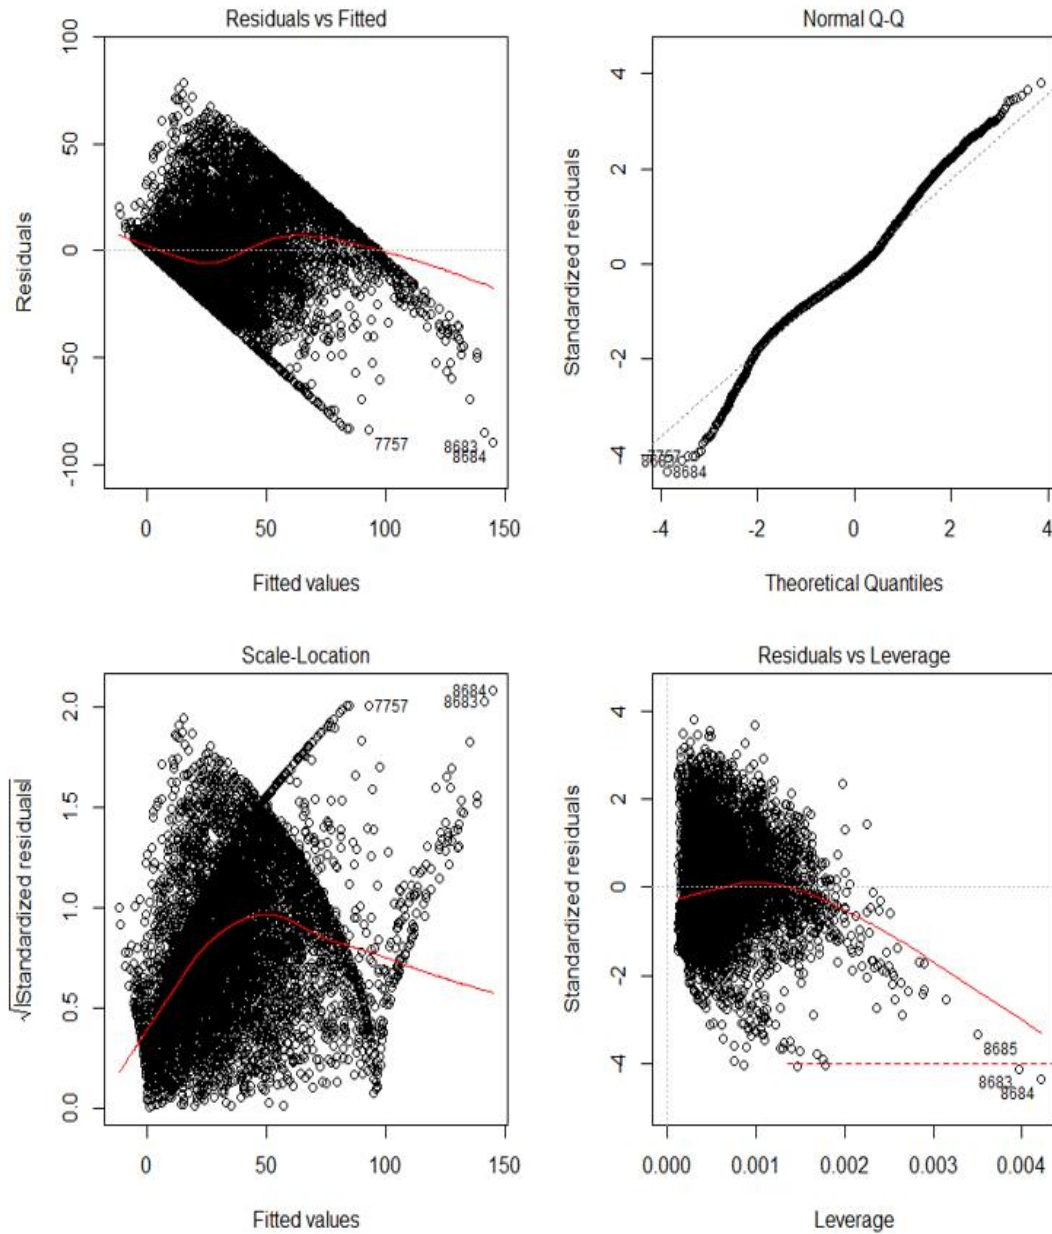 Residuals vs Fitted
Residuals
100
50
0
-50
-100
7757
8683
8684
0 50 100 150
Fitted values
Normal Q-Q
Standardized residuals
4
2
0
-2
-4
7757
8684
-4 -2 0 2 4
Theoretical Quantiles
Scale-Location
√|Standardized residuals|
2.0
1.5
1.0
0.5
0.0
8684
8683
7757
0 50 100 150
Fitted values
Residuals vs Leverage
Standardized residuals
4
2
0
-2
-4
8685
8683
8684
0.000 0.001 0.002 0.003 0.004
Leverage